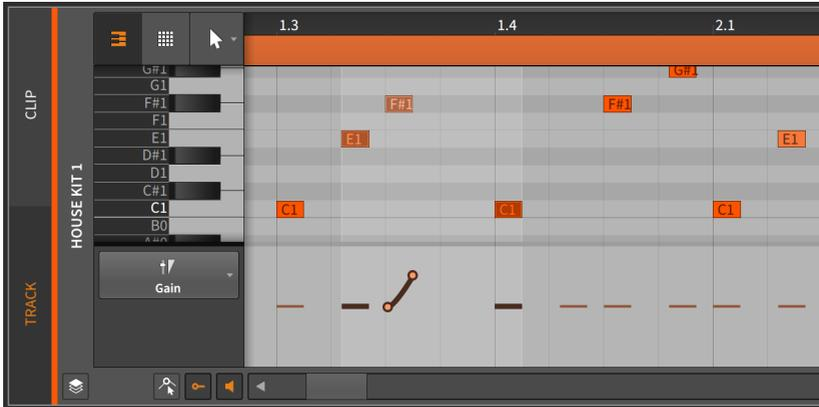 1.3 1.4 2.1
CLIP
TRACK
HOUSE KIT 1
G#1 G#1
G1
F#1 F#1 F#1
F1
E1 E1 E1
D#1
D1
C#1
C1 C1 C1 C1
B0
A#0
Gain